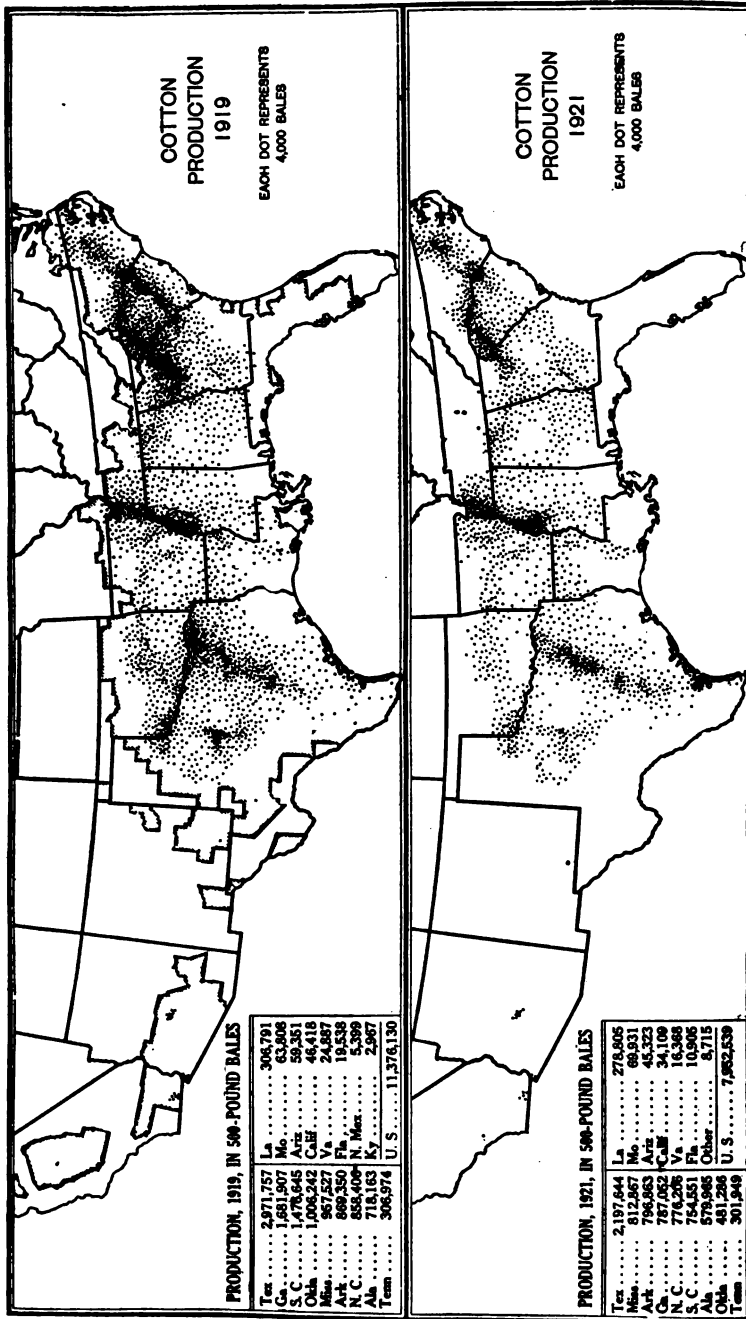 COTTON
PRODUCTION
1919
EACH DOT REPRESENTS
4,000 BALES
PRODUCTION, 1919, IN 500-POUND BALES
Tex ..... 2,971,757 La ....... 306,791
Ga ...... 1,681,907 Mo ....... 63,808
S. C. .... 1,476,645 Ariz ...... 59,351
Okla .... 1,006,242 Calif ..... 46,418
Miss ..... 957,527 Va ....... 24,887
Ark ...... 869,350 Fla ....... 19,538
N. C. ..... 858,406 N. Mex .... 5,399
Ala ...... 718,163 Ky ........ 2,967
Tenn ..... 306,974 U. S. ..... 11,376,130
COTTON
PRODUCTION
1921
EACH DOT REPRESENTS
4,000 BALES
PRODUCTION, 1921, IN 500-POUND BALES
Tex ..... 2,197,644 La ....... 278,805
Miss ..... 812,867 Mo ....... 69,931
Ark ...... 796,863 Ariz ...... 45,323
Ga ....... 787,052 Calif ..... 34,109
N. C. ..... 776,206 Va ....... 16,368
S. C. ..... 754,551 Fla ....... 10,905
Ala ...... 579,965 Other ..... 8,715
Okla ..... 481,286 U. S. ..... 7,952,539
Tenn ..... 301,949